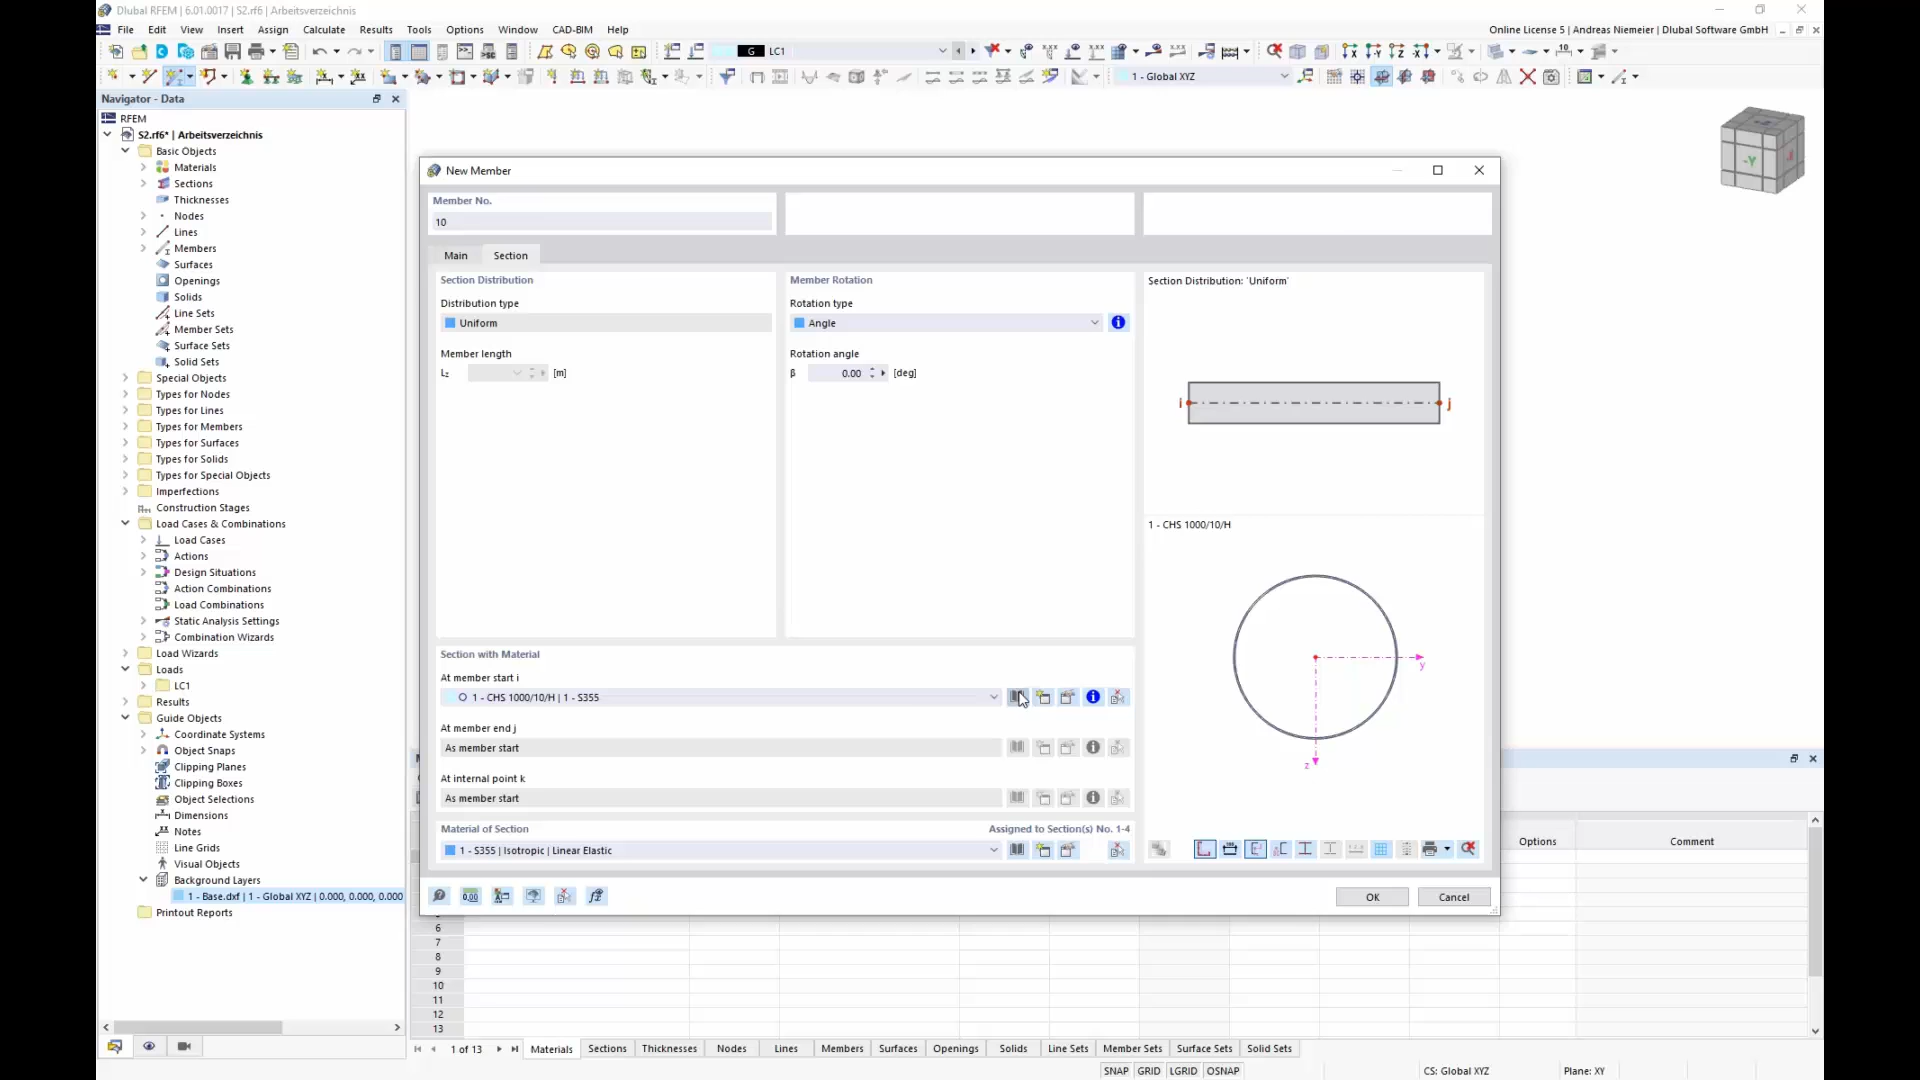 Dlubal RFEM | 6.01.0017 | S2.rf6 | Arbeitsverzeichnis
File Edit View Insert Assign Calculate Results Tools Options Window CAD-BIM Help
Online License 5 | Andreas Niemeier | Dlubal Software GmbH
G LC1
1 - Global XYZ
Navigator - Data
RFEM
S2.rf6* | Arbeitsverzeichnis
Basic Objects
Materials
Sections
Thicknesses
Nodes
Lines
Members
Surfaces
Openings
Solids
Line Sets
Member Sets
Surface Sets
Solid Sets
Special Objects
Types for Nodes
Types for Lines
Types for Members
Types for Surfaces
Types for Solids
Types for Special Objects
Imperfections
Construction Stages
Load Cases & Combinations
Load Cases
Actions
Design Situations
Action Combinations
Load Combinations
Static Analysis Settings
Combination Wizards
Load Wizards
Loads
LC1
Results
Guide Objects
Coordinate Systems
Object Snaps
Clipping Planes
Clipping Boxes
Object Selections
Dimensions
Notes
Line Grids
Visual Objects
Background Layers
1 - Base.dxf | 1 - Global XYZ | 0.000, 0.000, 0.000
Printout Reports
-Y
New Member
Member No.
10
Main Section
Section Distribution
Distribution type
Uniform
Member length
Lz [m]
Member Rotation
Rotation type
Angle
Rotation angle
β 0.00 [deg]
Section Distribution: 'Uniform'
i j
1 - CHS 1000/10/H
y
z
Section with Material
At member start i
1 - CHS 1000/10/H | 1 - S355
At member end j
As member start
At internal point k
As member start
Material of Section Assigned to Section(s) No. 1-4
1 - S355 | Isotropic | Linear Elastic
OK Cancel
Options Comment
6
7
8
9
10
11
12
13
1 of 13 Materials Sections Thicknesses Nodes Lines Members Surfaces Openings Solids Line Sets Member Sets Surface Sets Solid Sets
SNAP GRID LGRID OSNAP CS: Global XYZ Plane: XY